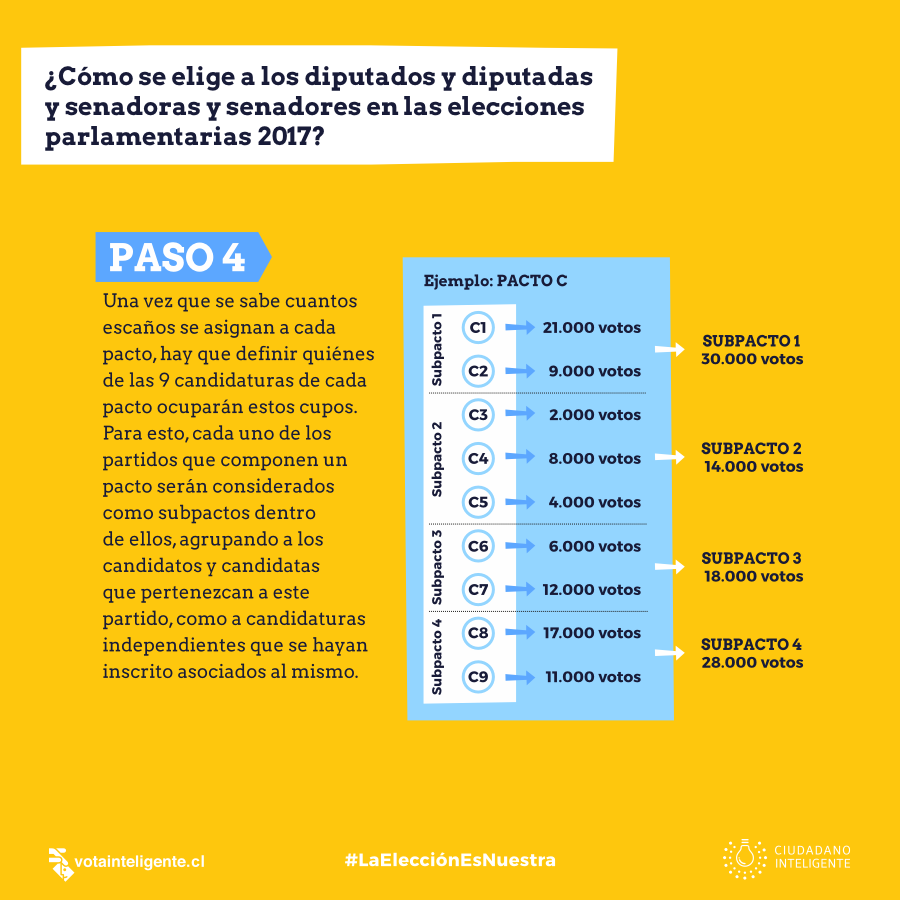 ¿Cómo se elige a los diputados y diputadas
y senadoras y senadores en las elecciones
parlamentarias 2017?
PASO 4
Una vez que se sabe cuantos
escaños se asignan a cada
pacto, hay que definir quiénes
de las 9 candidaturas de cada
pacto ocuparán estos cupos.
Para esto, cada uno de los
partidos que componen un
pacto serán considerados
como subpactos dentro
de ellos, agrupando a los
candidatos y candidatas
que pertenezcan a este
partido, como a candidaturas
independientes que se hayan
inscrito asociados al mismo.
Ejemplo: PACTO C
Subpacto 1
C1 21.000 votos
C2 9.000 votos
SUBPACTO 1
30.000 votos
Subpacto 2
C3 2.000 votos
C4 8.000 votos
C5 4.000 votos
SUBPACTO 2
14.000 votos
Subpacto 3
C6 6.000 votos
C7 12.000 votos
SUBPACTO 3
18.000 votos
Subpacto 4
C8 17.000 votos
C9 11.000 votos
SUBPACTO 4
28.000 votos
votainteligente.cl
#LaElecciónEsNuestra
CIUDADANO
INTELIGENTE